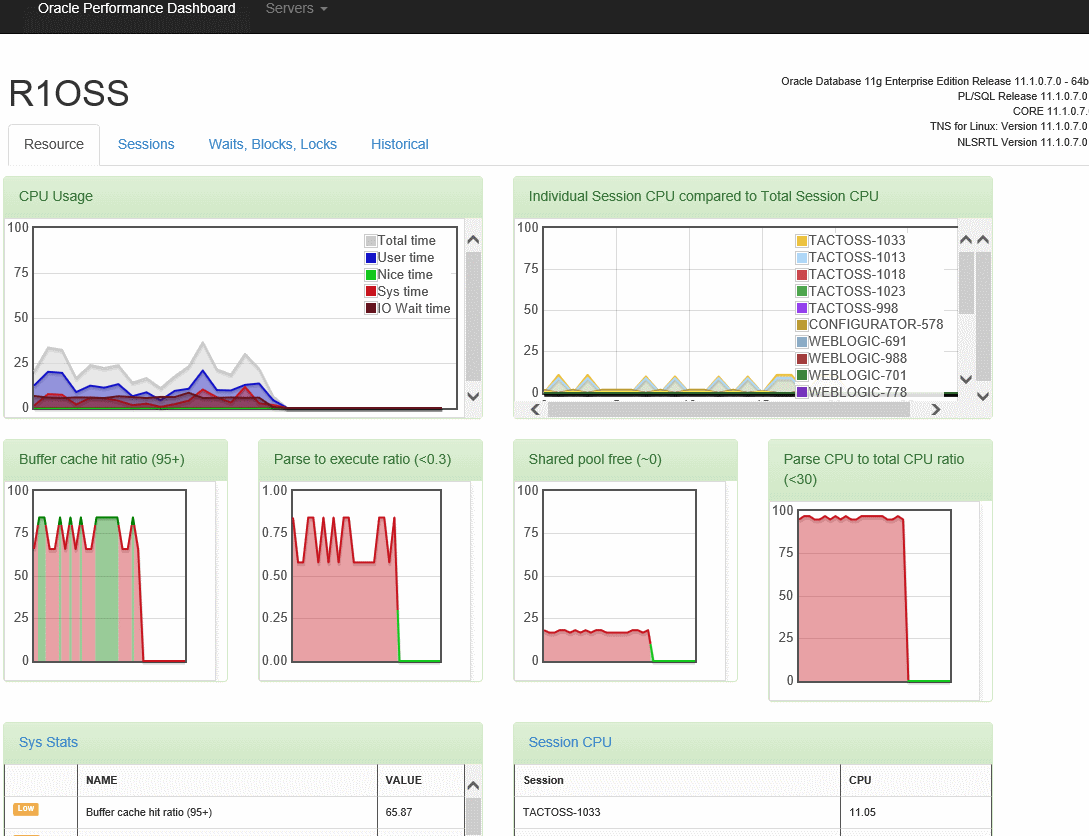 Oracle Performance Dashboard Servers
R1OSS
Oracle Database 11g Enterprise Edition Release 11.1.0.7.0 - 64b
PL/SQL Release 11.1.0.7.0
CORE 11.1.0.7.
TNS for Linux: Version 11.1.0.7.0
NLSRTL Version 11.1.0.7.0
Resource Sessions Waits, Blocks, Locks Historical
CPU Usage
100
75
50
25
0
Total time
User time
Nice time
Sys time
IO Wait time
Individual Session CPU compared to Total Session CPU
100
75
50
25
0
TACTOSS-1033
TACTOSS-1013
TACTOSS-1018
TACTOSS-1023
TACTOSS-998
CONFIGURATOR-578
WEBLOGIC-691
WEBLOGIC-988
WEBLOGIC-701
WEBLOGIC-778
Buffer cache hit ratio (95+)
100
75
50
25
0
Parse to execute ratio (<0.3)
1.00
0.75
0.50
0.25
0.00
Shared pool free (~0)
100
75
50
25
0
Parse CPU to total CPU ratio
(<30)
100
75
50
25
0
Sys Stats
NAME VALUE
Low Buffer cache hit ratio (95+) 65.87
Session CPU
Session CPU
TACTOSS-1033 11.05